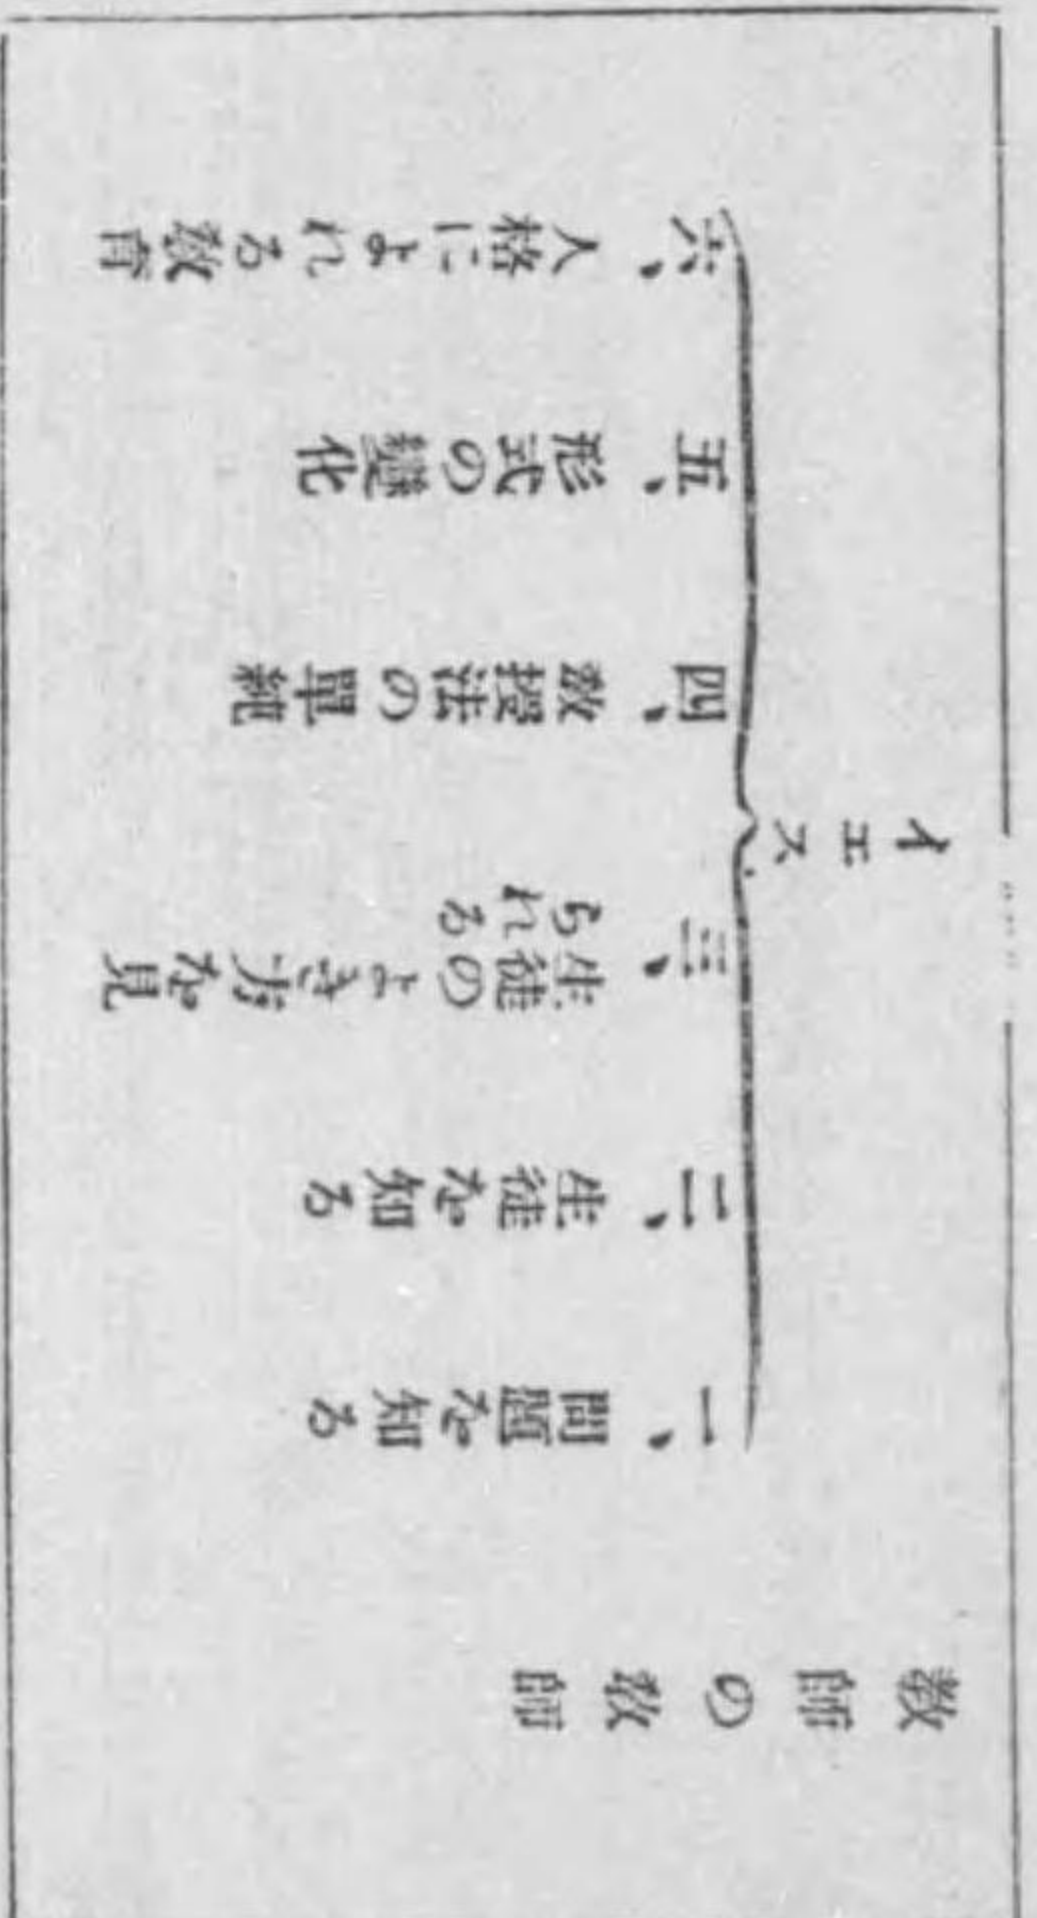 教師の教師
イエス
一、問題を知る
二、生徒を知る
三、生徒のよき方を見
られる
四、教授法の單純
五、形式の變化
六、人格によれる教育